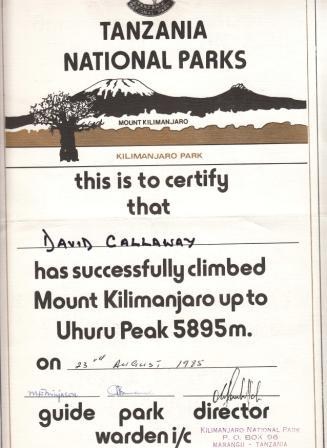 TANZANIA
NATIONAL PARKS
MOUNT KILIMANJARO
KILIMANJARO PARK
this is to certify
that
DAVID CALLAWAY
has successfully climbed
Mount Kilimanjaro up to
Uhuru Peak 5895m.
on 23rd AUGUST 1985
guide park director
warden i/c
KILIMANJARO NATIONAL PARK
P. O. BOX 96
MARANGU - TANZANIA